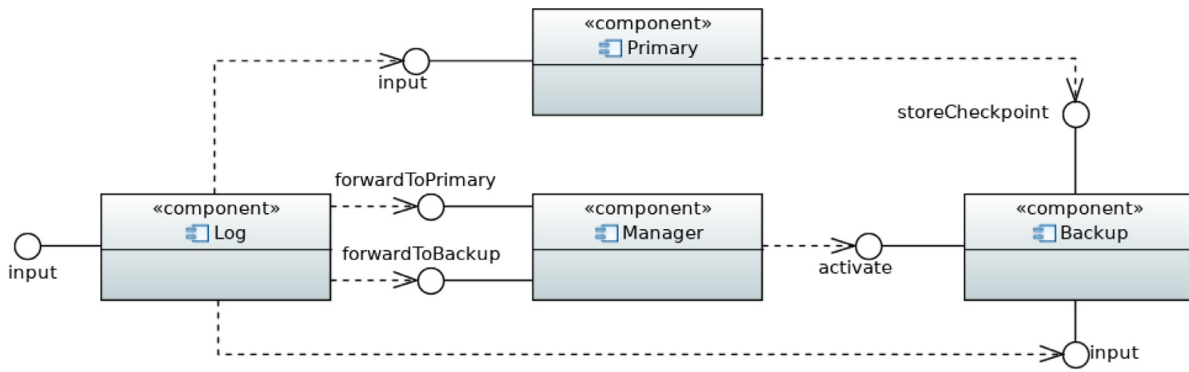 «component»
Primary
input
storeCheckpoint
forwardToPrimary
«component»
Log
«component»
Manager
«component»
Backup
forwardToBackup
input
activate
input